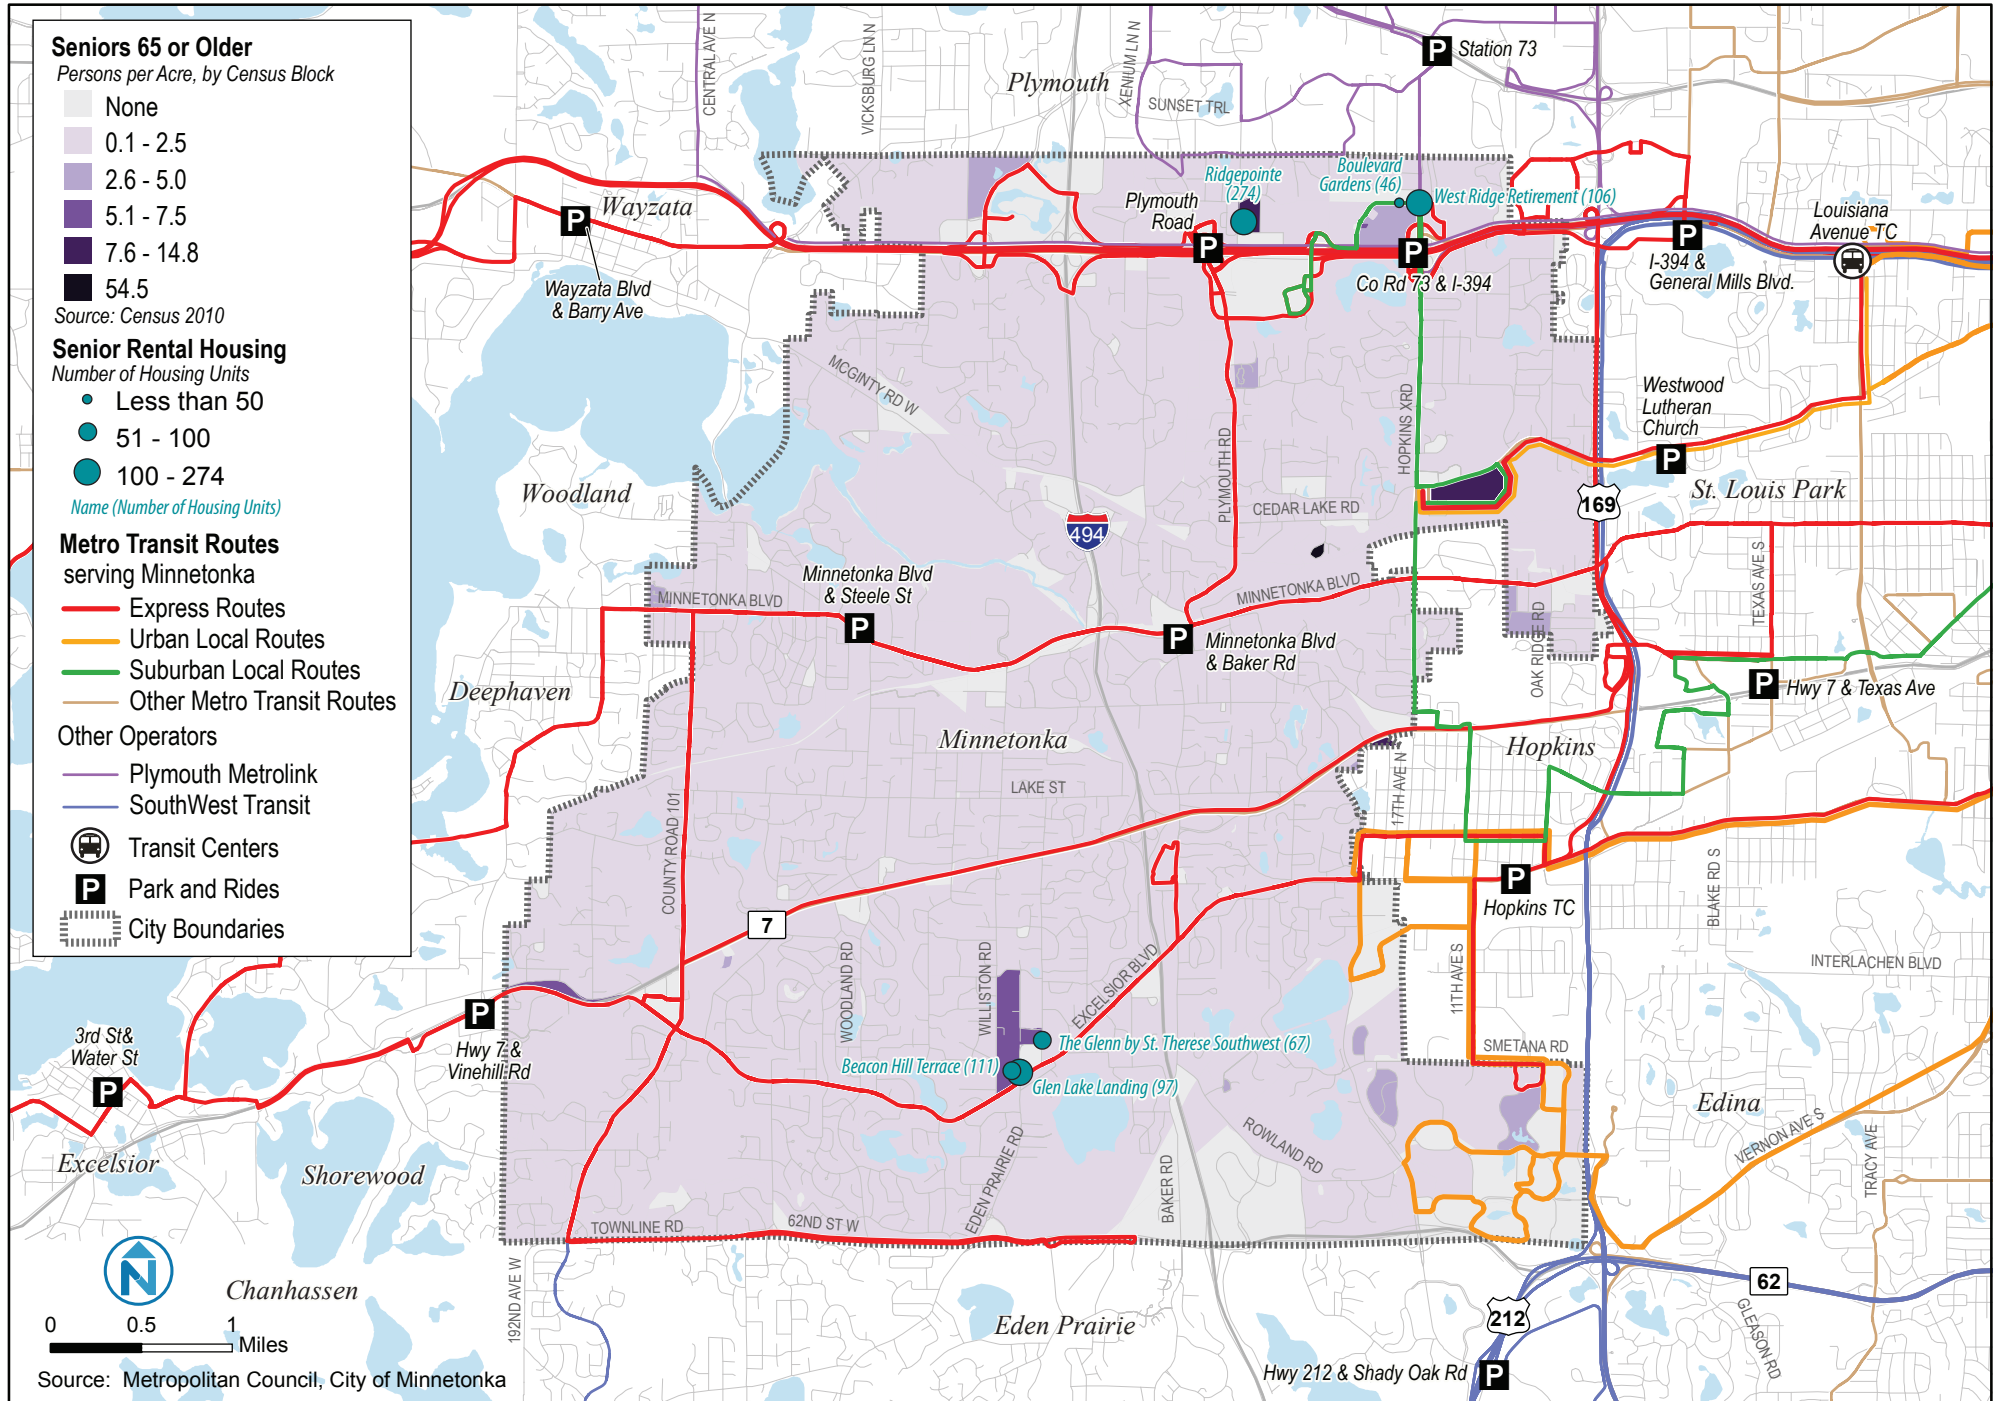 Seniors 65 or Older
Persons per Acre, by Census Block
None
0.1 - 2.5
2.6 - 5.0
5.1 - 7.5
7.6 - 14.8
54.5
Source: Census 2010
Senior Rental Housing
Number of Housing Units
Less than 50
51 - 100
100 - 274
Name (Number of Housing Units)
Metro Transit Routes
serving Minnetonka
Express Routes
Urban Local Routes
Suburban Local Routes
Other Metro Transit Routes
Other Operators
Plymouth Metrolink
SouthWest Transit
Transit Centers
P
Park and Rides
City Boundaries
CENTRAL AVE N
VICKSBURG LN N
Plymouth
XENIUM LN N
SUNSET TRL
P
Station 73
Ridgepointe
(274)
Boulevard
Gardens (46)
West Ridge Retirement (106)
P
Wayzata
Wayzata Blvd
& Barry Ave
Plymouth
Road
P
P
Co Rd 73 & I-394
P
I-394 &
General Mills Blvd.
Louisiana
Avenue TC
MCGINTY RD W
HOPKINS XRD
PLYMOUTH RD
Westwood
Lutheran
Church
P
Woodland
CEDAR LAKE RD
St. Louis Park
494
169
TEXAS AVE S
Minnetonka Blvd
& Steele St
P
MINNETONKA BLVD
MINNETONKA BLVD
P
Minnetonka Blvd
& Baker Rd
OAK RIDGE RD
Deephaven
P
Hwy 7 & Texas Ave
Minnetonka
Hopkins
LAKE ST
17TH AVE N
COUNTY ROAD 101
7
P
Hopkins TC
BLAKE RD S
WOODLAND RD
WILLISTON RD
EXCELSIOR BLVD
11TH AVE S
INTERLACHEN BLVD
P
Hwy 7 &
Vinehill Rd
3rd St&
Water St
P
The Glenn by St. Therese Southwest (67)
Beacon Hill Terrace (111)
Glen Lake Landing (97)
SMETANA RD
Edina
VERNON AVE S
TRACY AVE
Excelsior
Shorewood
ROWLAND RD
EDEN PRAIRIE RD
BAKER RD
TOWNLINE RD
62ND ST W
192ND AVE W
N
Chanhassen
62
GLEASON RD
212
Eden Prairie
Hwy 212 & Shady Oak Rd
P
0 0.5 1
Miles
Source: Metropolitan Council, City of Minnetonka